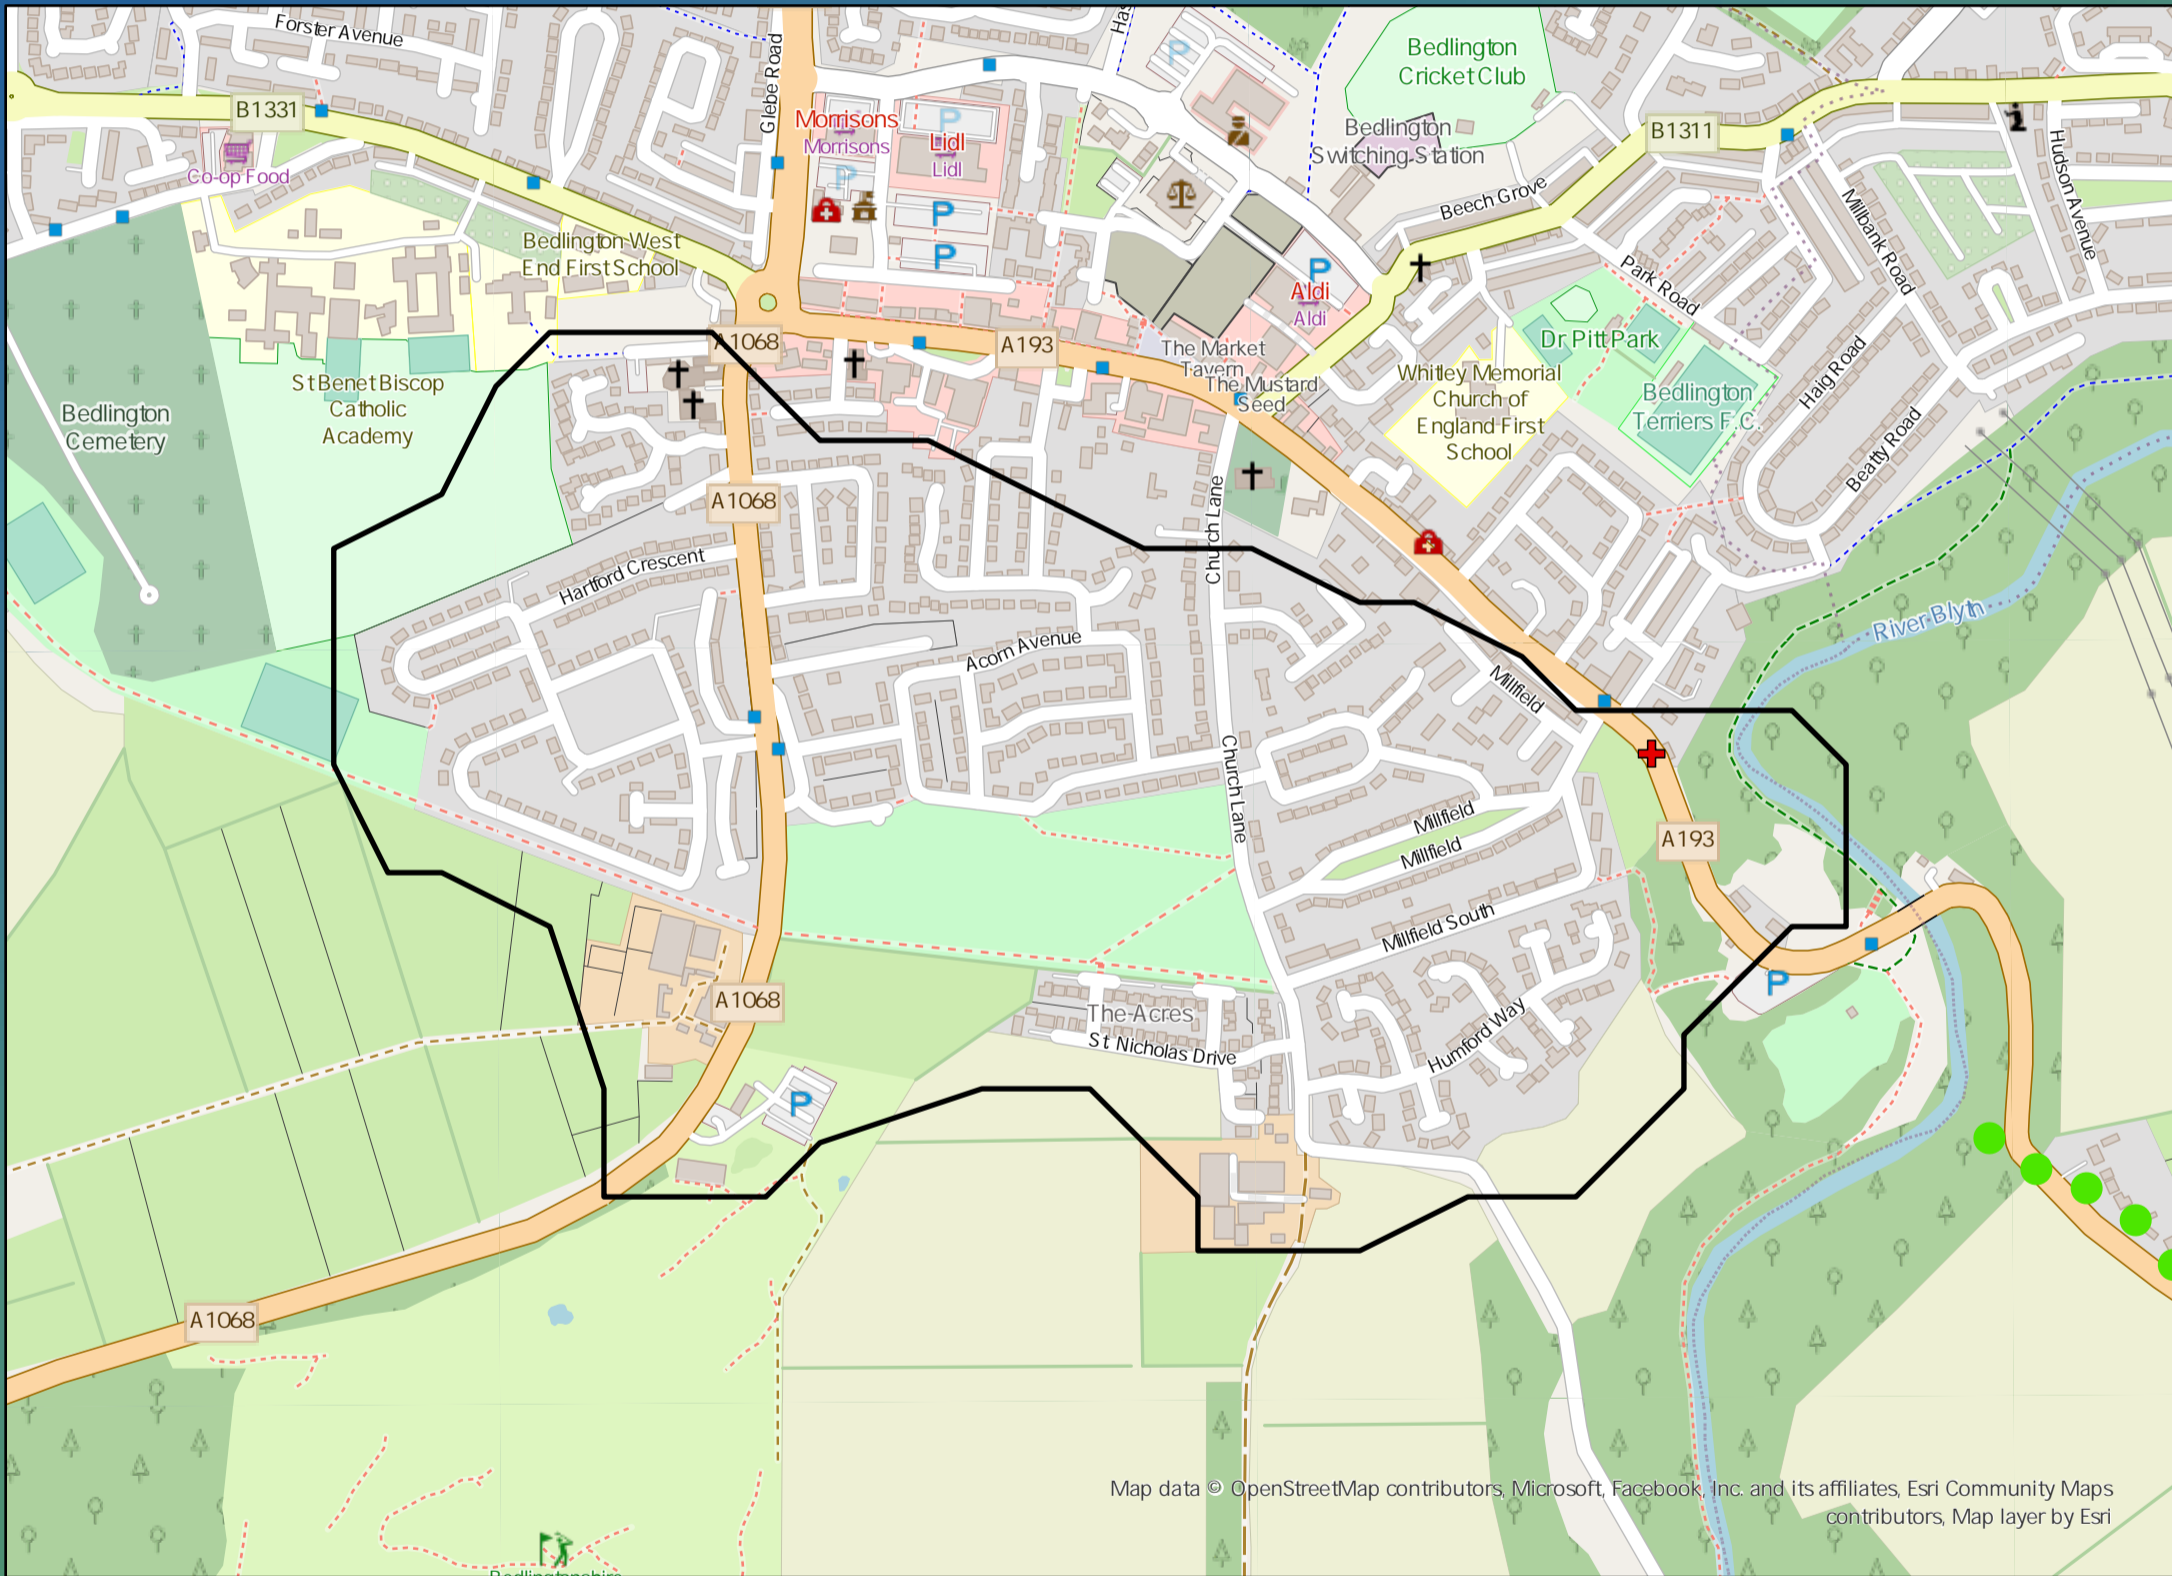 Forster Avenue
B1331
Glebe Road
Has
P
Bedlington
Cricket Club
Morrisons
Morrisons
P
Lidl
Lidl
P
P
P
Co-op Food
Bedlington
Switching Station
B1311
Hudson Avenue
Beech Grove
Millbank Road
Park Road
Bedlington West
End First School
P
Aldi
Aldi
A1068
A193
The Market
Tavern
The Mustard
Seed
Dr Pitt Park
Whitley Memorial
Church of
England First
School
Bedlington
Terriers F.C.
Haig Road
Beatty Road
St Benet Biscop
Catholic
Academy
Bedlington
Cemetery
A1068
Church Lane
Hartford Crescent
River Blyth
Acorn Avenue
Millfield
Church Lane
Millfield
Millfield
A193
Millfield South
P
A1068
The Acres
St Nicholas Drive
Humford Way
P
A1068
Map data © OpenStreetMap contributors, Microsoft, Facebook, Inc. and its affiliates, Esri Community Maps
contributors, Map layer by Esri